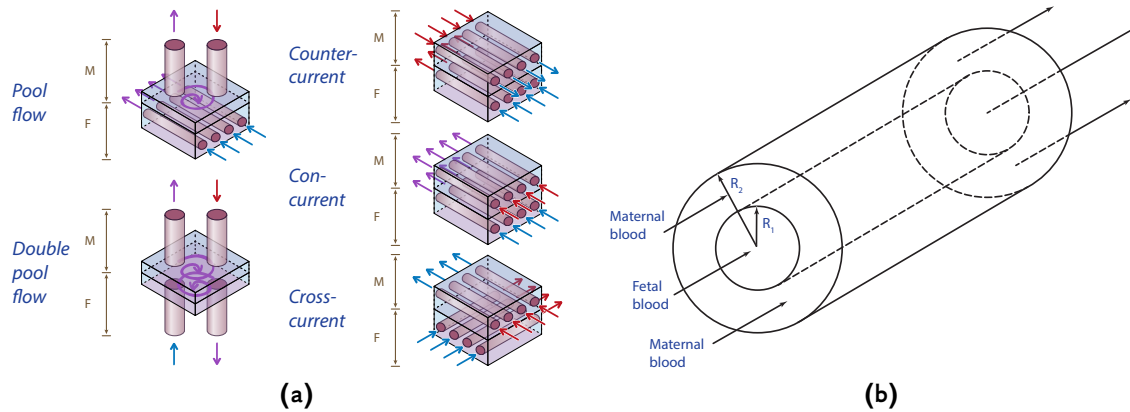 Pool
flow
M
F
Double
pool
flow
M
F
Counter-
current
M
F
Con-
current
M
F
Cross-
current
M
F
(a)
R2
R1
Maternal
blood
Fetal
blood
Maternal
blood
(b)